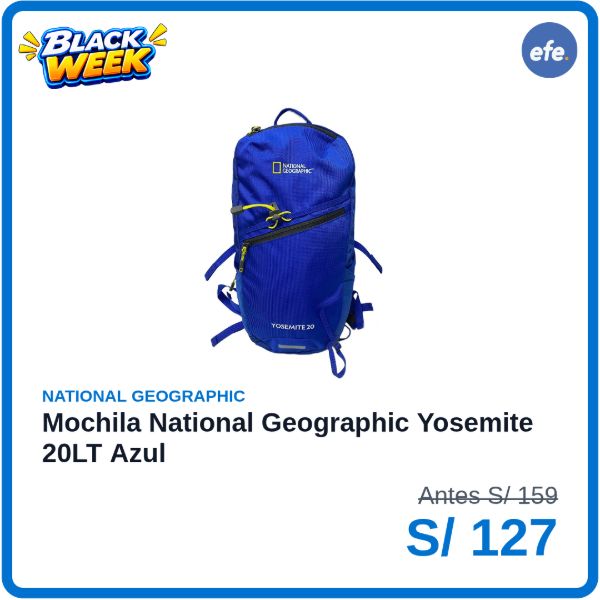 BLACK
WEEK
efe.
NATIONAL
GEOGRAPHIC
YOSEMITE 20
NATIONAL GEOGRAPHIC
Mochila National Geographic Yosemite
20LT Azul
Antes S/ 159
S/ 127